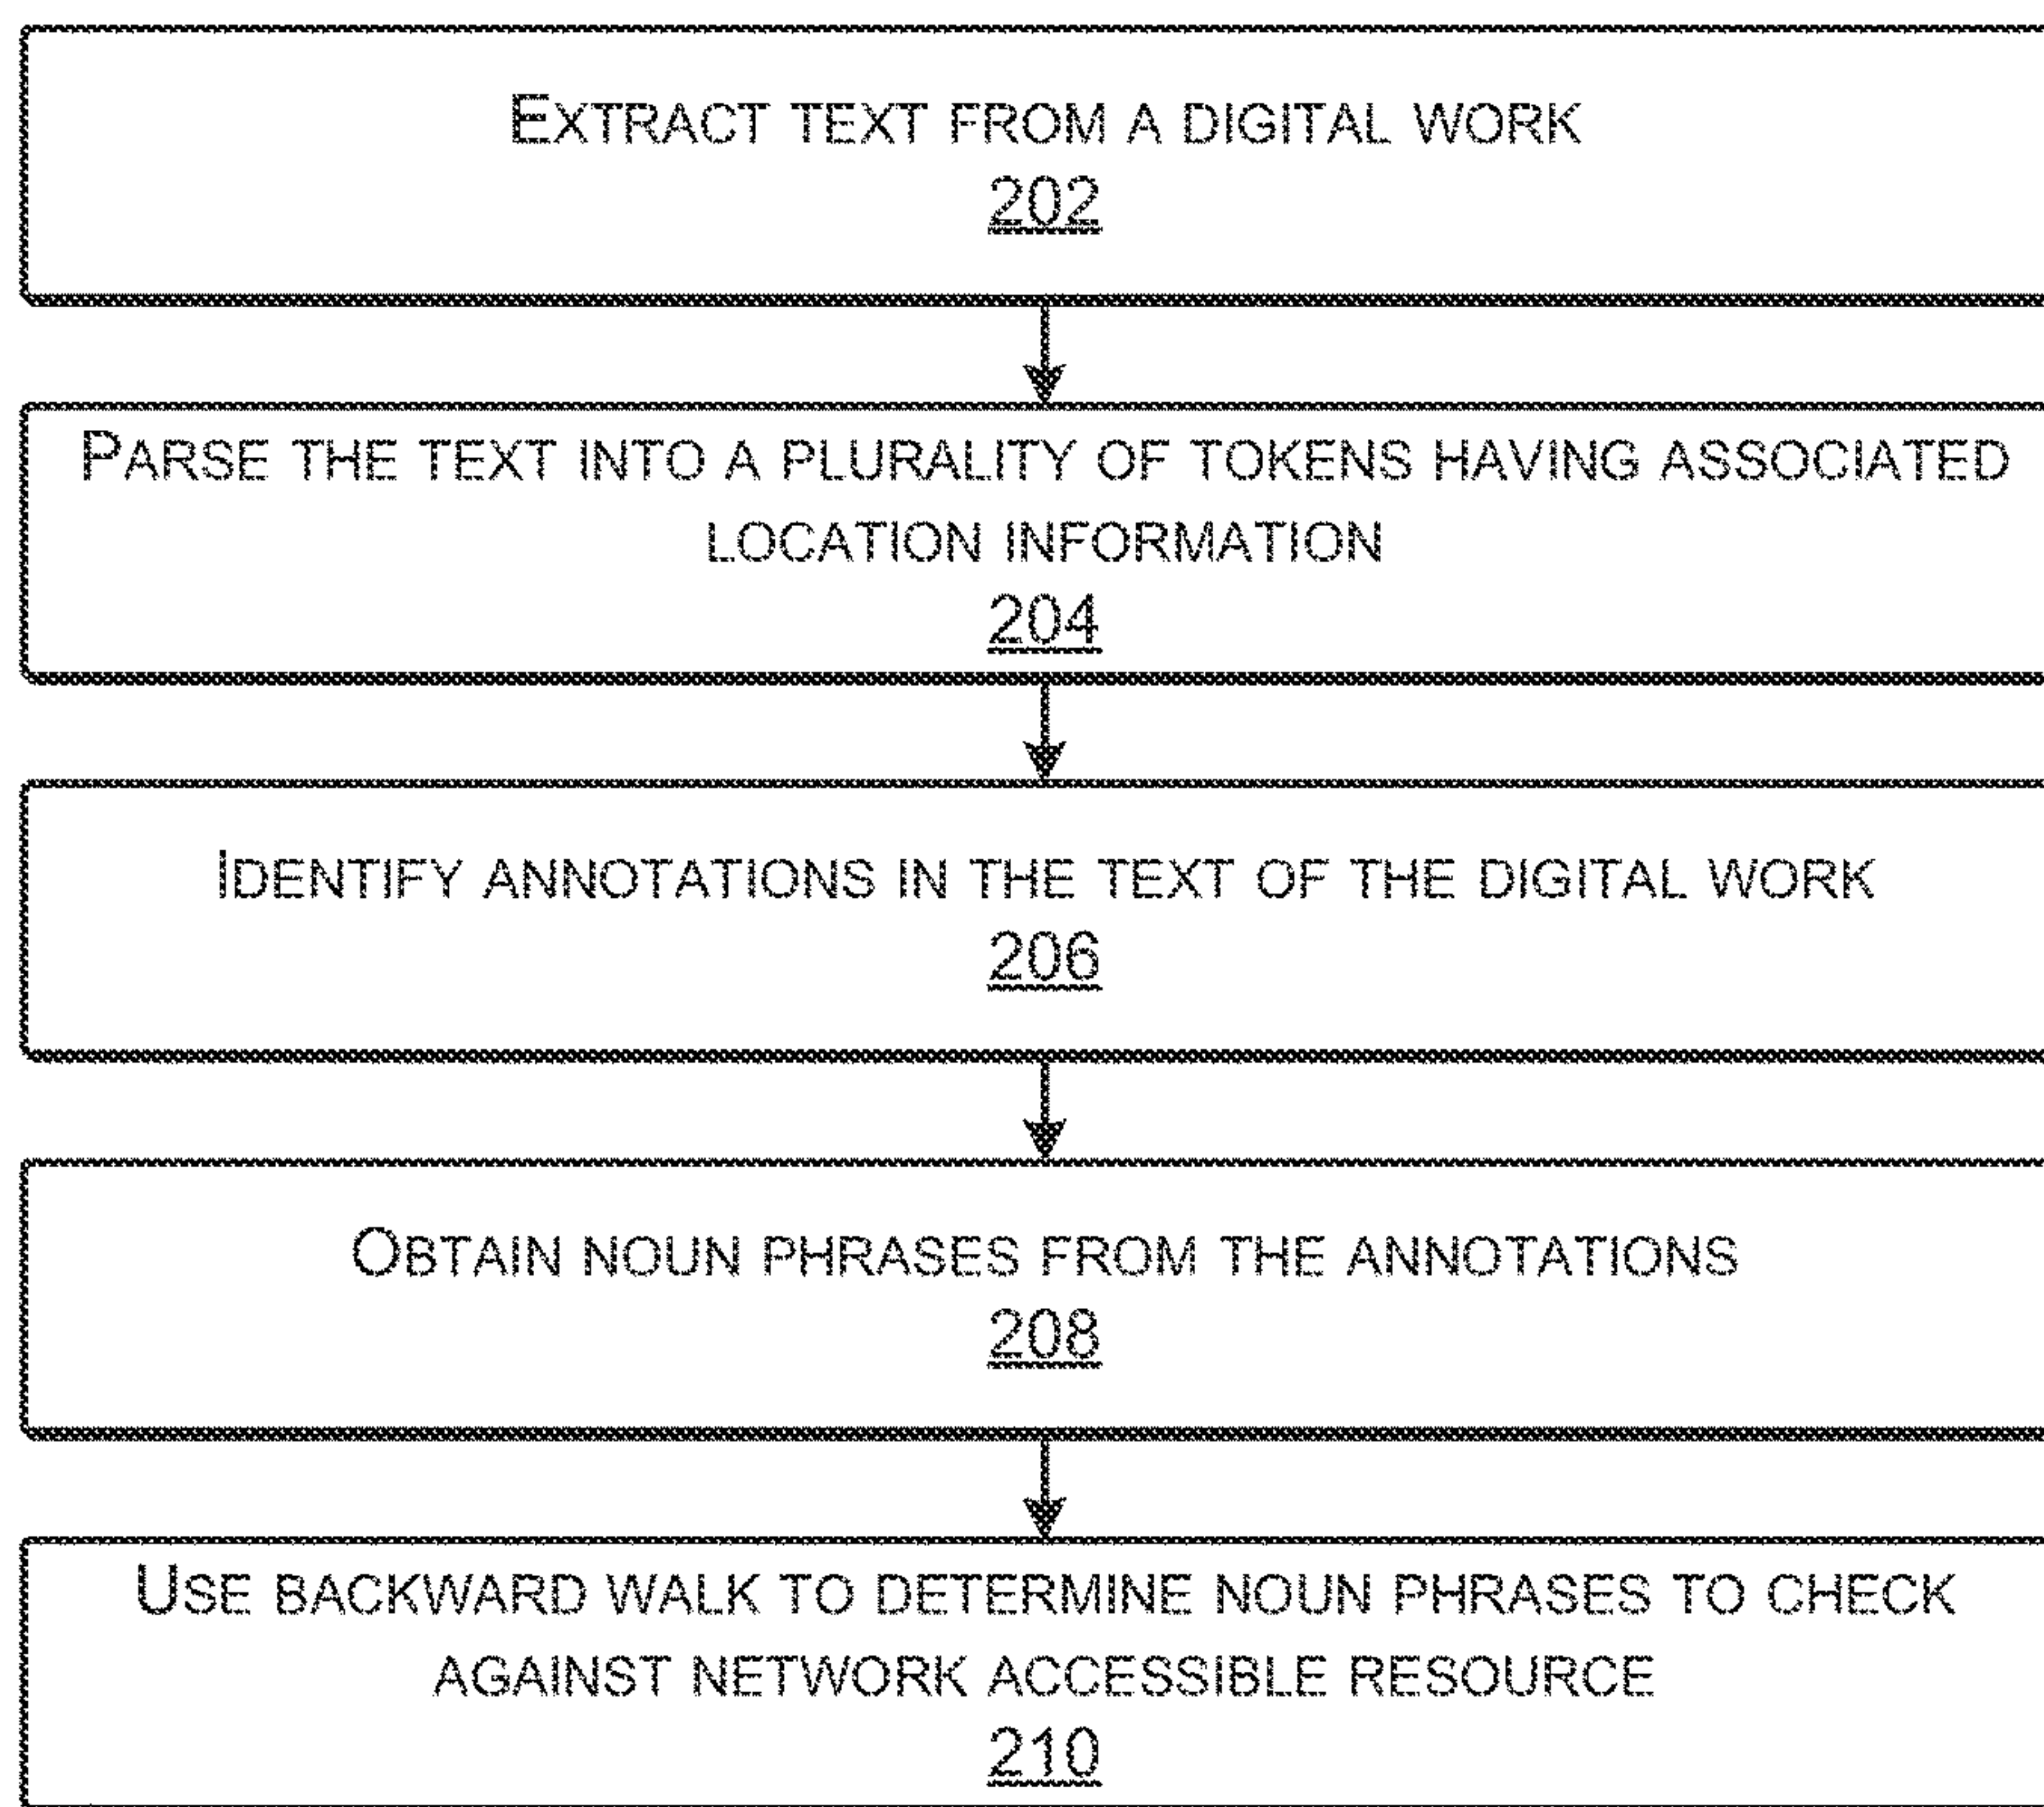 EXTRACT TEXT FROM A DIGITAL WORK
202
PARSE THE TEXT INTO A PLURALITY OF TOKENS HAVING ASSOCIATED
LOCATION INFORMATION
204
IDENTIFY ANNOTATIONS IN THE TEXT OF THE DIGITAL WORK
206
OBTAIN NOUN PHRASES FROM THE ANNOTATIONS
208
USE BACKWARD WALK TO DETERMINE NOUN PHRASES TO CHECK
AGAINST NETWORK ACCESSIBLE RESOURCE
210